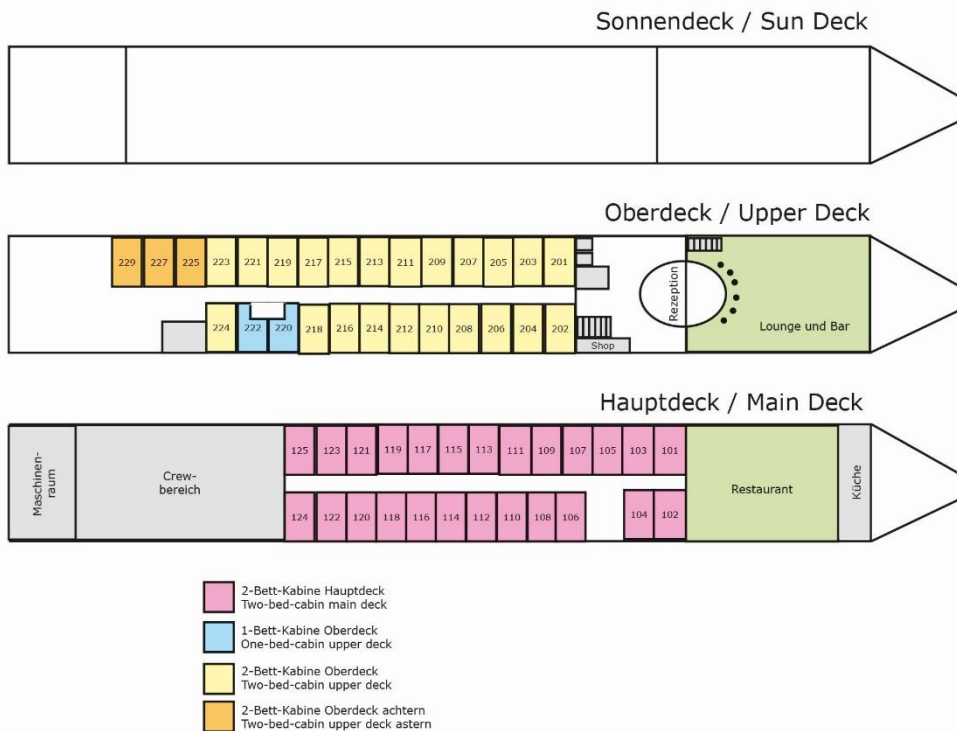 Sonnendeck / Sun Deck
Oberdeck / Upper Deck
229 227 225 223 221 219 217 215 213 211 209 207 205 203 201
Rezeption
224 222 220 218 216 214 212 210 208 206 204 202
Lounge und Bar
Shop
Hauptdeck / Main Deck
125 123 121 119 117 115 113 111 109 107 105 103 101
Maschinen-
raum
Crew-
bereich
Restaurant
Küche
124 122 120 118 116 114 112 110 108 106 104 102
2-Bett-Kabine Hauptdeck
Two-bed-cabin main deck
1-Bett-Kabine Oberdeck
One-bed-cabin upper deck
2-Bett-Kabine Oberdeck
Two-bed-cabin upper deck
2-Bett-Kabine Oberdeck achtern
Two-bed-cabin upper deck astern